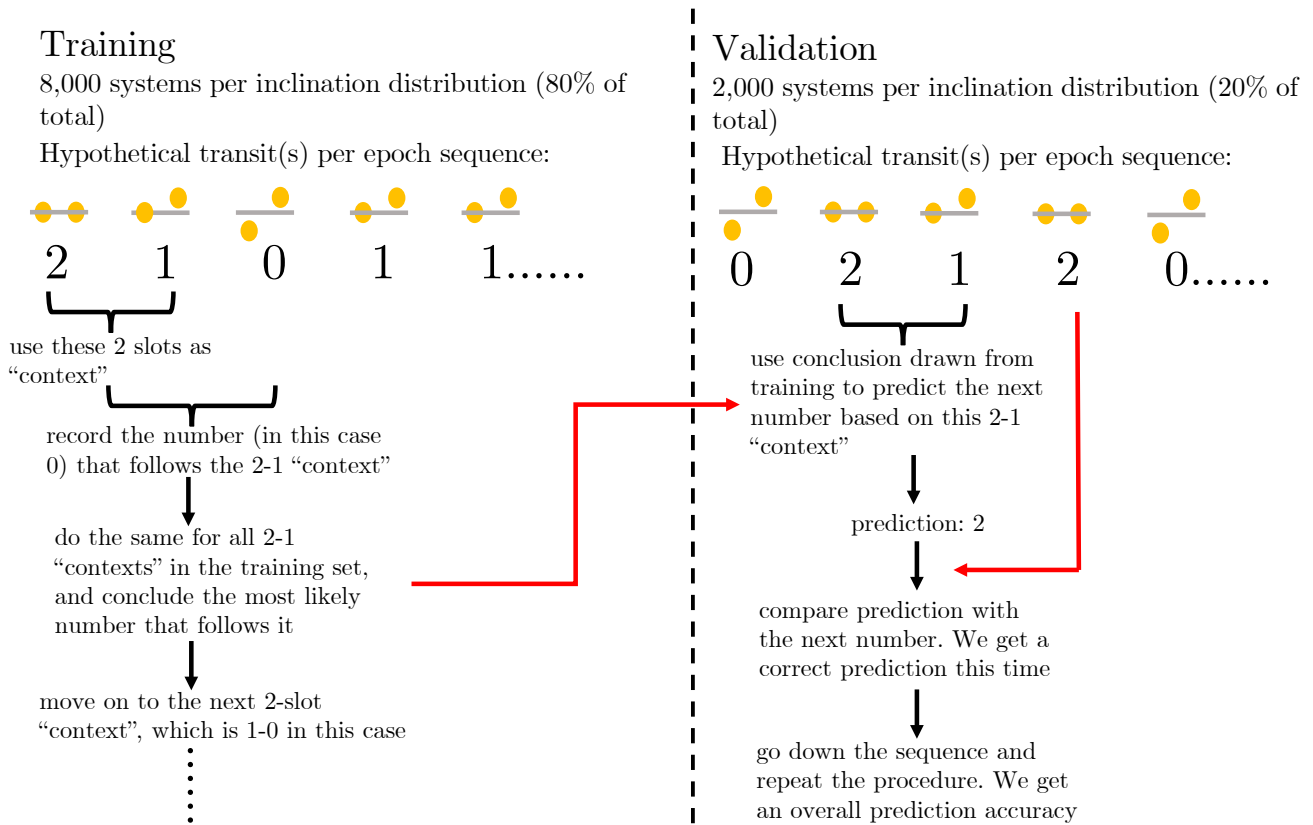 Training
8,000 systems per inclination distribution (80% of
total)
Hypothetical transit(s) per epoch sequence:
2 1 0 1 1......
use these 2 slots as
“context”
record the number (in this case
0) that follows the 2-1 “context”
do the same for all 2-1
“contexts” in the training set,
and conclude the most likely
number that follows it
move on to the next 2-slot
“context”, which is 1-0 in this case
Validation
2,000 systems per inclination distribution (20% of
total)
Hypothetical transit(s) per epoch sequence:
0 2 1 2 0......
use conclusion drawn from
training to predict the next
number based on this 2-1
“context”
prediction: 2
compare prediction with
the next number. We get a
correct prediction this time
go down the sequence and
repeat the procedure. We get
an overall prediction accuracy